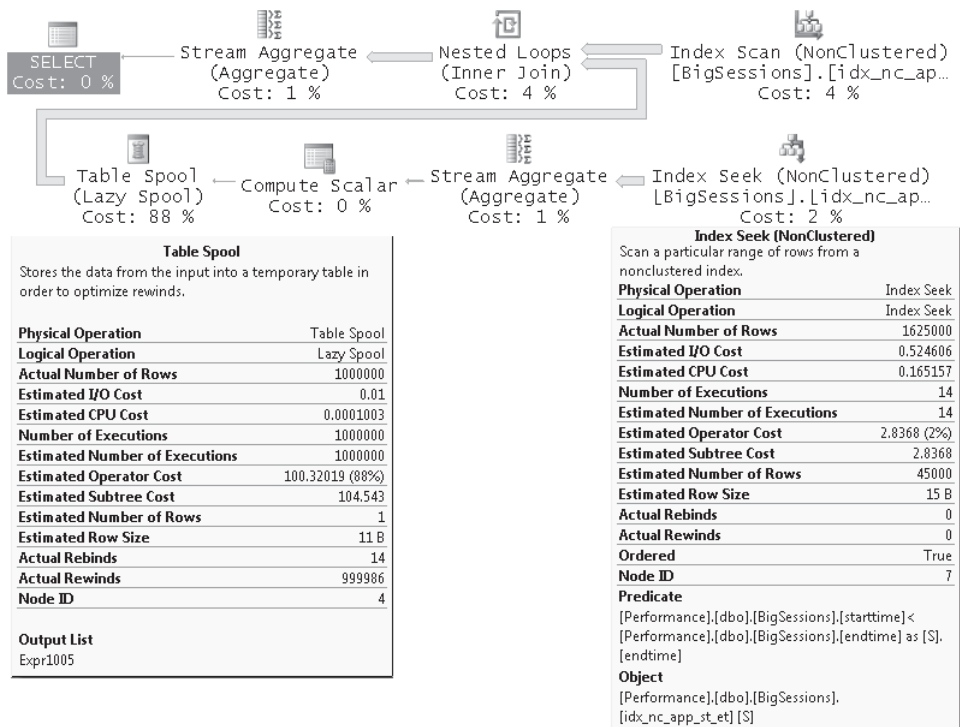 SELECT
Cost: 0 %
Stream Aggregate
(Aggregate)
Cost: 1 %
Nested Loops
(Inner Join)
Cost: 4 %
Index Scan (NonClustered)
[BigSessions].[idx_nc_ap…
Cost: 4 %
Table Spool
(Lazy Spool)
Cost: 88 %
Compute Scalar
Cost: 0 %
Stream Aggregate
(Aggregate)
Cost: 1 %
Index Seek (NonClustered)
[BigSessions].[idx_nc_ap…
Cost: 2 %
Table Spool
Stores the data from the input into a temporary table in
order to optimize rewinds.
Physical Operation Table Spool
Logical Operation Lazy Spool
Actual Number of Rows 1000000
Estimated I/O Cost 0.01
Estimated CPU Cost 0.0001003
Number of Executions 1000000
Estimated Number of Executions 1000000
Estimated Operator Cost 100.32019 (88%)
Estimated Subtree Cost 104.543
Estimated Number of Rows 1
Estimated Row Size 11 B
Actual Rebinds 14
Actual Rewinds 999986
Node ID 4
Output List
Expr1005
Index Seek (NonClustered)
Scan a particular range of rows from a
nonclustered index.
Physical Operation Index Seek
Logical Operation Index Seek
Actual Number of Rows 1625000
Estimated I/O Cost 0.524606
Estimated CPU Cost 0.165157
Number of Executions 14
Estimated Number of Executions 14
Estimated Operator Cost 2.8368 (2%)
Estimated Subtree Cost 2.8368
Estimated Number of Rows 45000
Estimated Row Size 15 B
Actual Rebinds 0
Actual Rewinds 0
Ordered True
Node ID 7
Predicate
[Performance].[dbo].[BigSessions].[starttime]<
[Performance].[dbo].[BigSessions].[endtime] as [S].
[endtime]
Object
[Performance].[dbo].[BigSessions].
[idx_nc_app_st_et] [S]